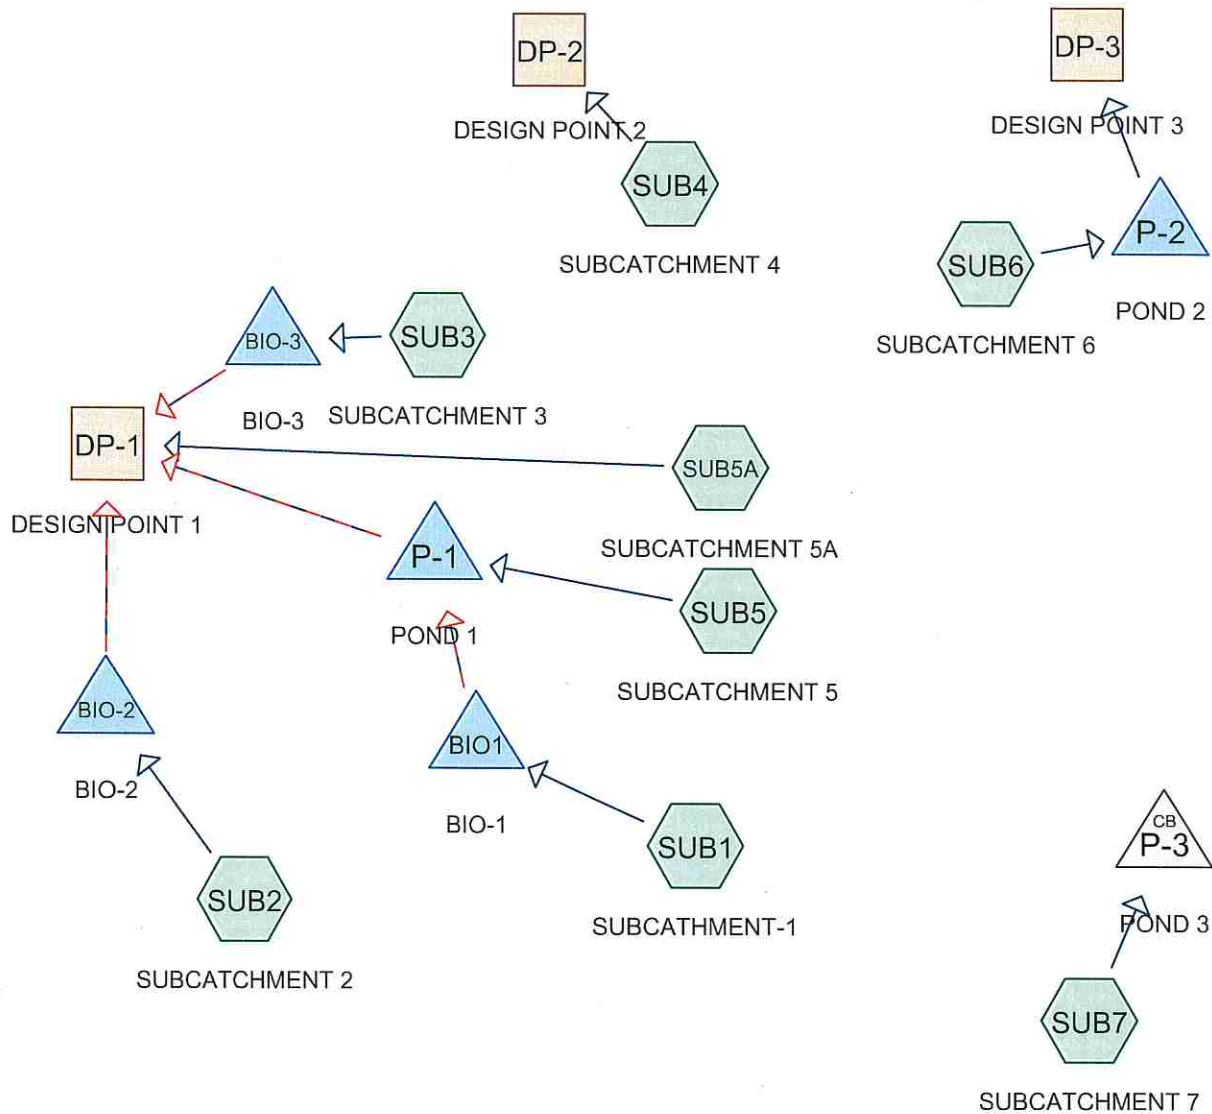 DP-2
DESIGN POINT 2
SUB4
SUBCATCHMENT 4
DP-3
DESIGN POINT 3
P-2
POND 2
SUB6
SUBCATCHMENT 6
BIO-3
BIO-3
SUB3
SUBCATCHMENT 3
DP-1
DESIGN POINT 1
SUB5A
SUBCATCHMENT 5A
P-1
POND 1
SUB5
SUBCATCHMENT 5
BIO-2
BIO-2
BIO1
BIO-1
SUB1
SUBCATHMENT-1
SUB2
SUBCATCHMENT 2
CB
P-3
POND 3
SUB7
SUBCATCHMENT 7